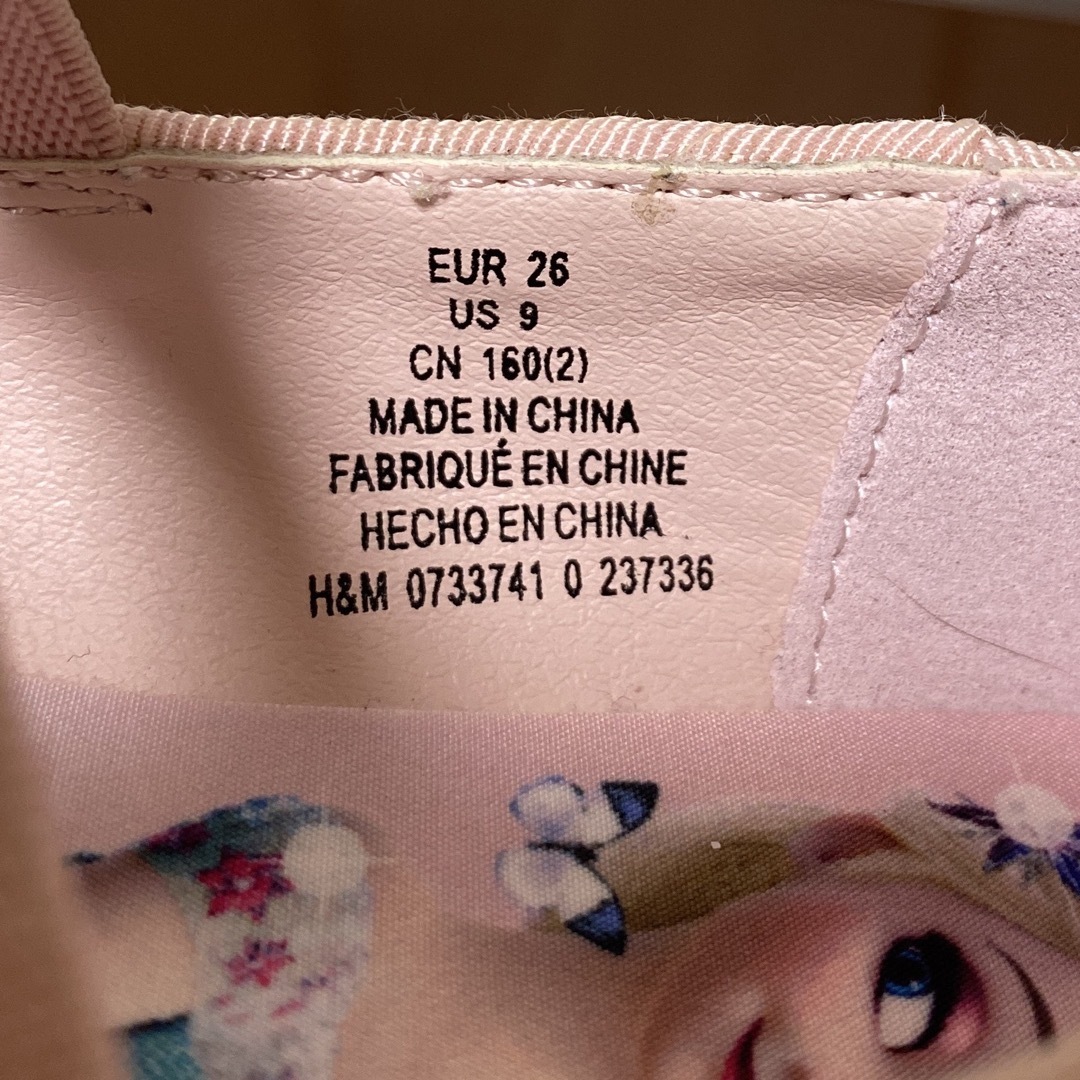 EUR 26
US 9
CN 160(2)
MADE IN CHINA
FABRIQUÉ EN CHINE
HECHO EN CHINA
H&M 0733741 0 237336